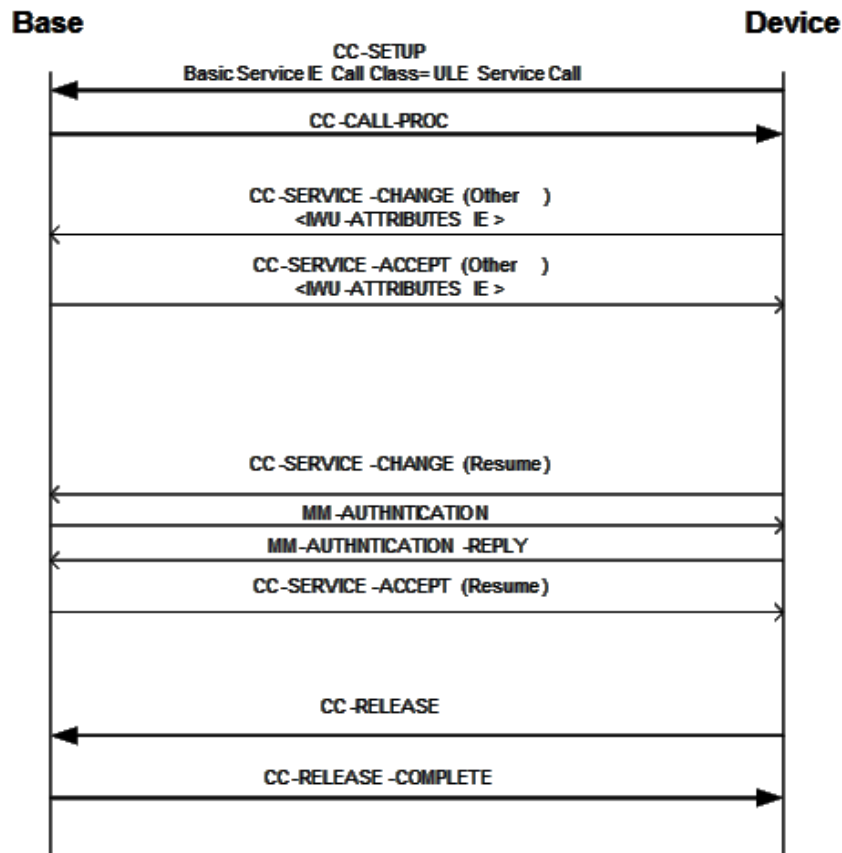 Base
Device
CC-SETUP
Basic Service IE Call Class= ULE Service Call
CC-CALL-PROC
CC-SERVICE-CHANGE (Other )
<IWU-ATTRIBUTES IE>
CC-SERVICE-ACCEPT (Other )
<IWU-ATTRIBUTES IE>
CC-SERVICE-CHANGE (Resume)
MM-AUTHNTICATION
MM-AUTHNTICATION-REPLY
CC-SERVICE-ACCEPT (Resume)
CC-RELEASE
CC-RELEASE-COMPLETE